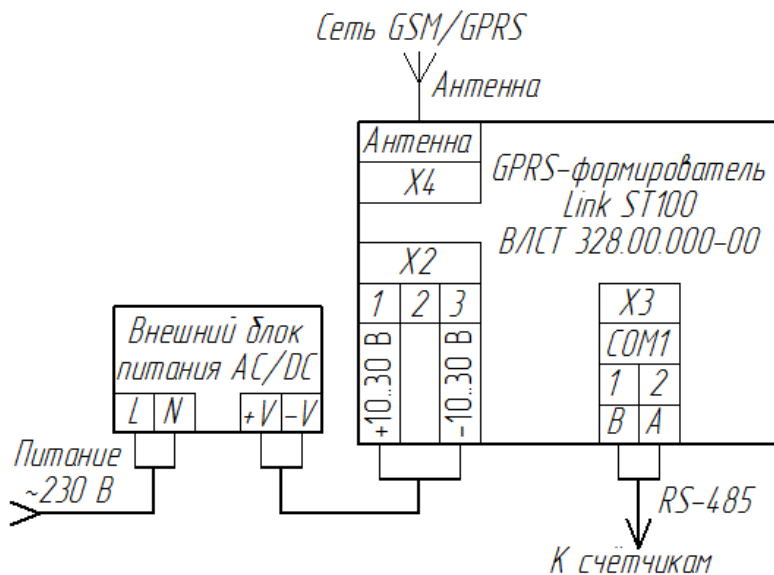 Сеть GSM/GPRS
Антенна
Антенна
X4
GPRS-формирователь
Link ST100
ВЛСТ 328.00.000-00
X2
1 2 3
+10..30 В
-10..30 В
X3
COM1
1 2
B A
Внешний блок
питания AC/DC
L N +V -V
Питание
~230 В
RS-485
К счётчикам